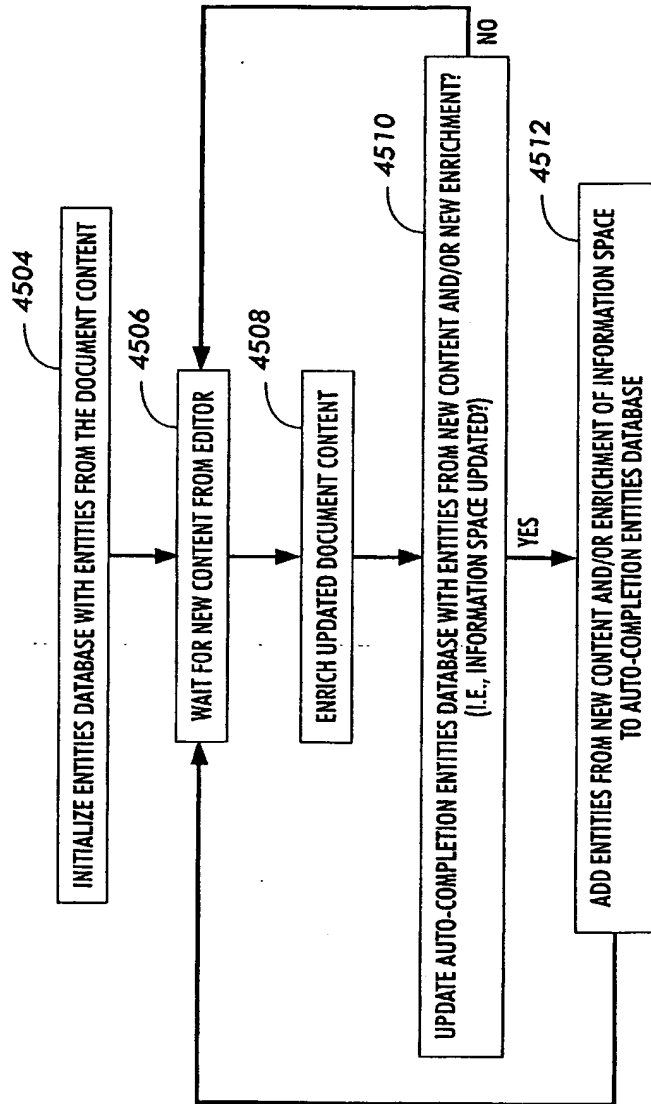 4504
INITIALIZE ENTITIES DATABASE WITH ENTITIES FROM THE DOCUMENT CONTENT
4506
WAIT FOR NEW CONTENT FROM EDITOR
4508
ENRICH UPDATED DOCUMENT CONTENT
4510
UPDATE AUTO-COMPLETION ENTITIES DATABASE WITH ENTITIES FROM NEW CONTENT AND/OR NEW ENRICHMENT?
(I.E., INFORMATION SPACE UPDATED?)
NO
YES
4512
ADD ENTITIES FROM NEW CONTENT AND/OR ENRICHMENT OF INFORMATION SPACE
TO AUTO-COMPLETION ENTITIES DATABASE